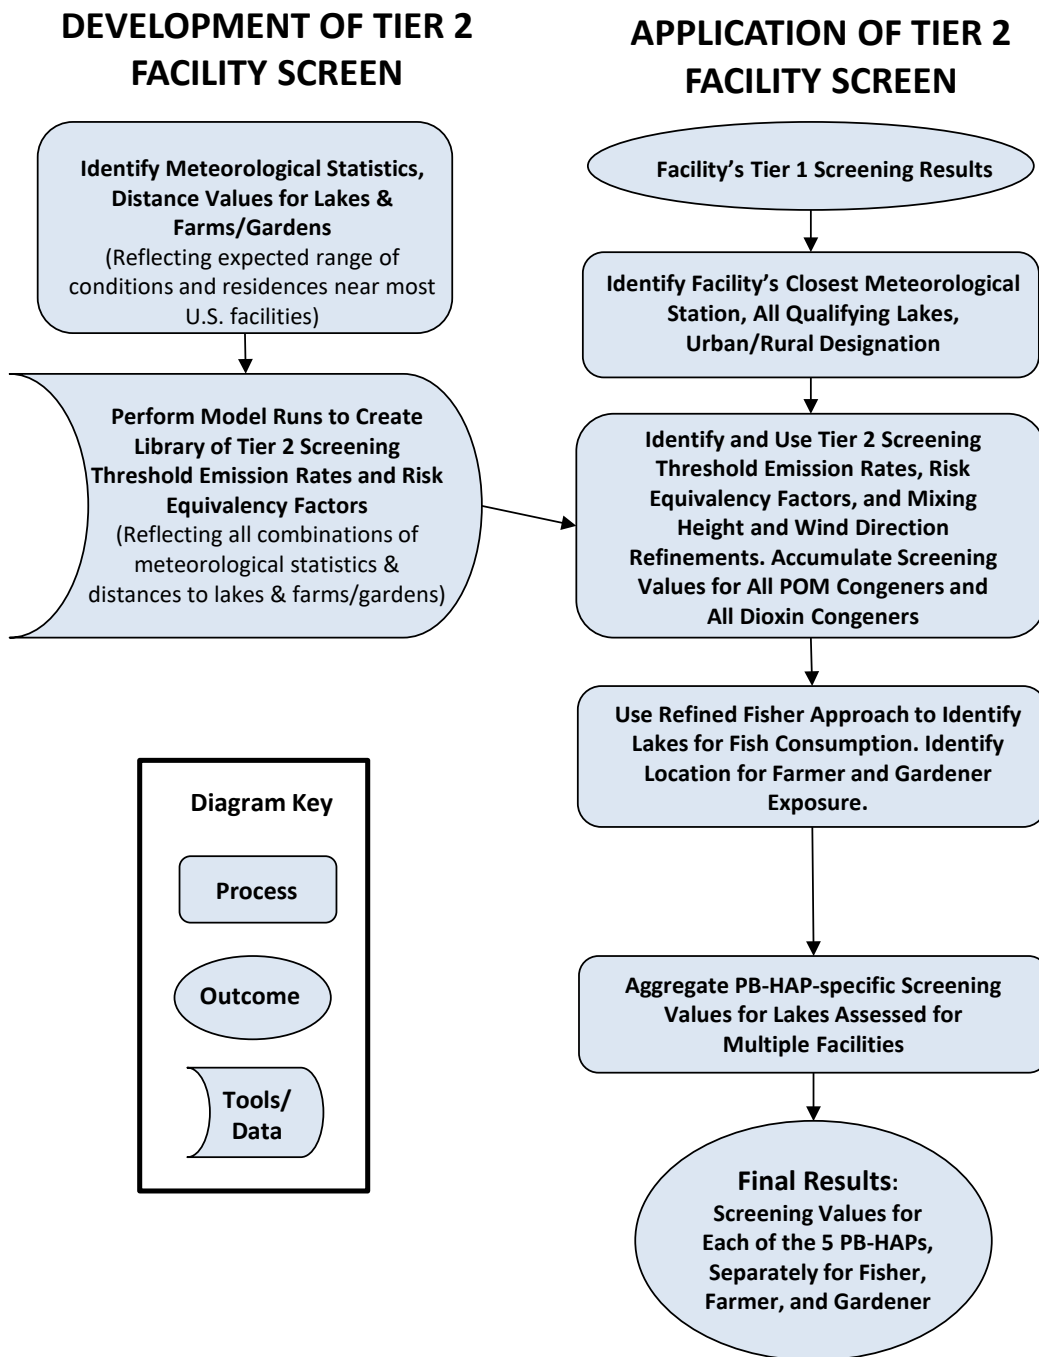 DEVELOPMENT OF TIER 2
FACILITY SCREEN
Identify Meteorological Statistics,
Distance Values for Lakes &
Farms/Gardens
(Reflecting expected range of
conditions and residences near most
U.S. facilities)
Perform Model Runs to Create
Library of Tier 2 Screening
Threshold Emission Rates and Risk
Equivalency Factors
(Reflecting all combinations of
meteorological statistics &
distances to lakes & farms/gardens)
Diagram Key
Process
Outcome
Tools/
Data
APPLICATION OF TIER 2
FACILITY SCREEN
Facility's Tier 1 Screening Results
Identify Facility's Closest Meteorological
Station, All Qualifying Lakes,
Urban/Rural Designation
Identify and Use Tier 2 Screening
Threshold Emission Rates, Risk
Equivalency Factors, and Mixing
Height and Wind Direction
Refinements. Accumulate Screening
Values for All POM Congeners and
All Dioxin Congeners
Use Refined Fisher Approach to Identify
Lakes for Fish Consumption. Identify
Location for Farmer and Gardener
Exposure.
Aggregate PB-HAP-specific Screening
Values for Lakes Assessed for
Multiple Facilities
Final Results:
Screening Values for
Each of the 5 PB-HAPs,
Separately for Fisher,
Farmer, and Gardener